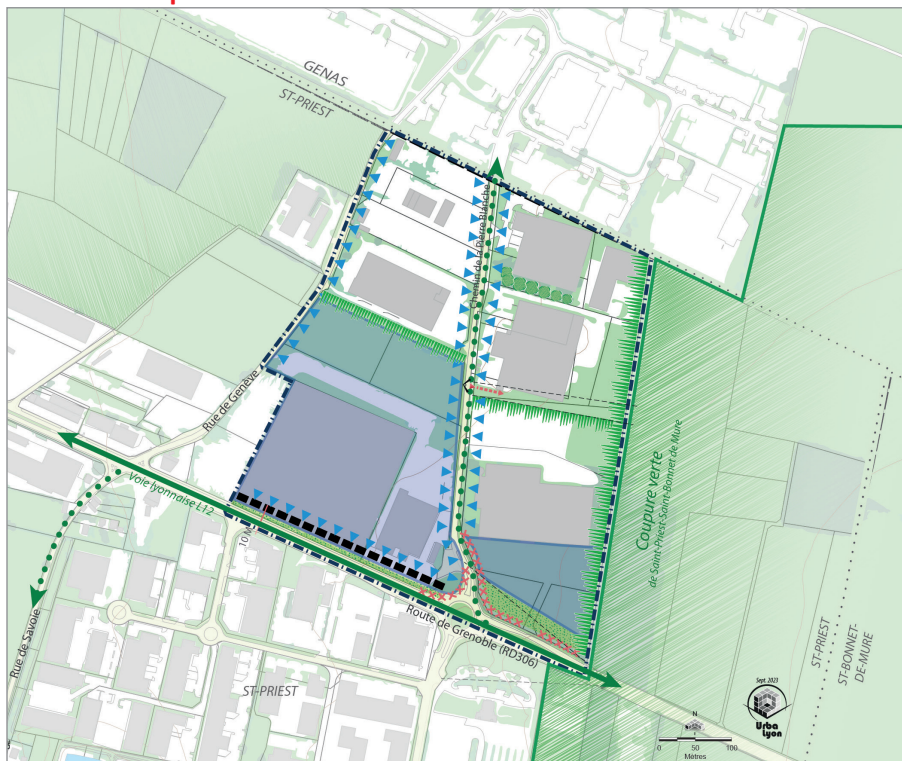 GENAS
ST-PRIEST
Chemin de la Pierre Blanche
Rue de Genève
Voie lyonnaise L12
10 M
Rue de Savoie
Route de Grenoble (RD306)
ST-PRIEST
Coupure verte
de Saint-Priest-Saint-Bonnet de Mure
ST-PRIEST
ST-BONNET-
DE-MURE
Sept. 2023
Urba
Lyon
N
0 50 100
Mètres